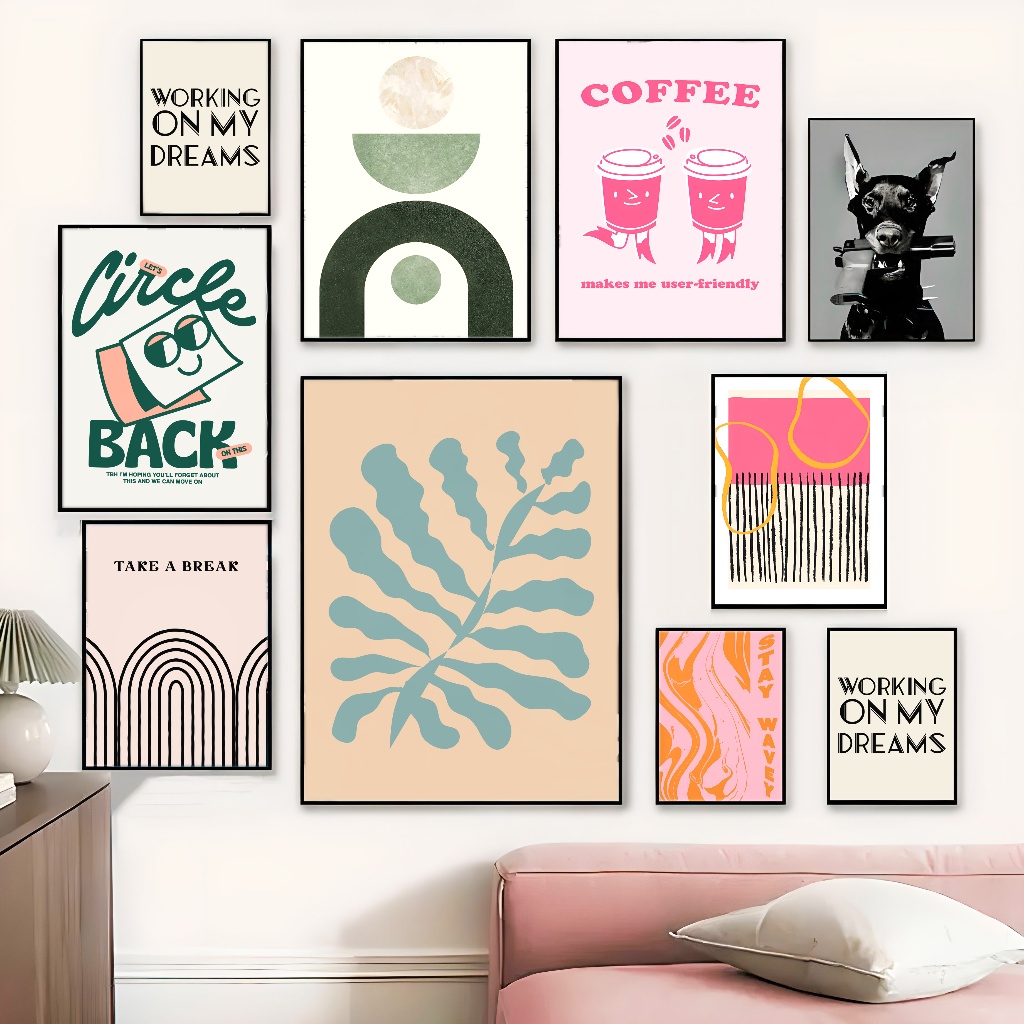 WORKING
ON MY
DREAMS
COFFEE
makes me user-friendly
LET'S
Circle
BACK
ON THIS
TBH I'M HOPING YOU'LL FORGET ABOUT
THIS AND WE CAN MOVE ON
TAKE A BREAK
STAY WAVEY
WORKING
ON MY
DREAMS